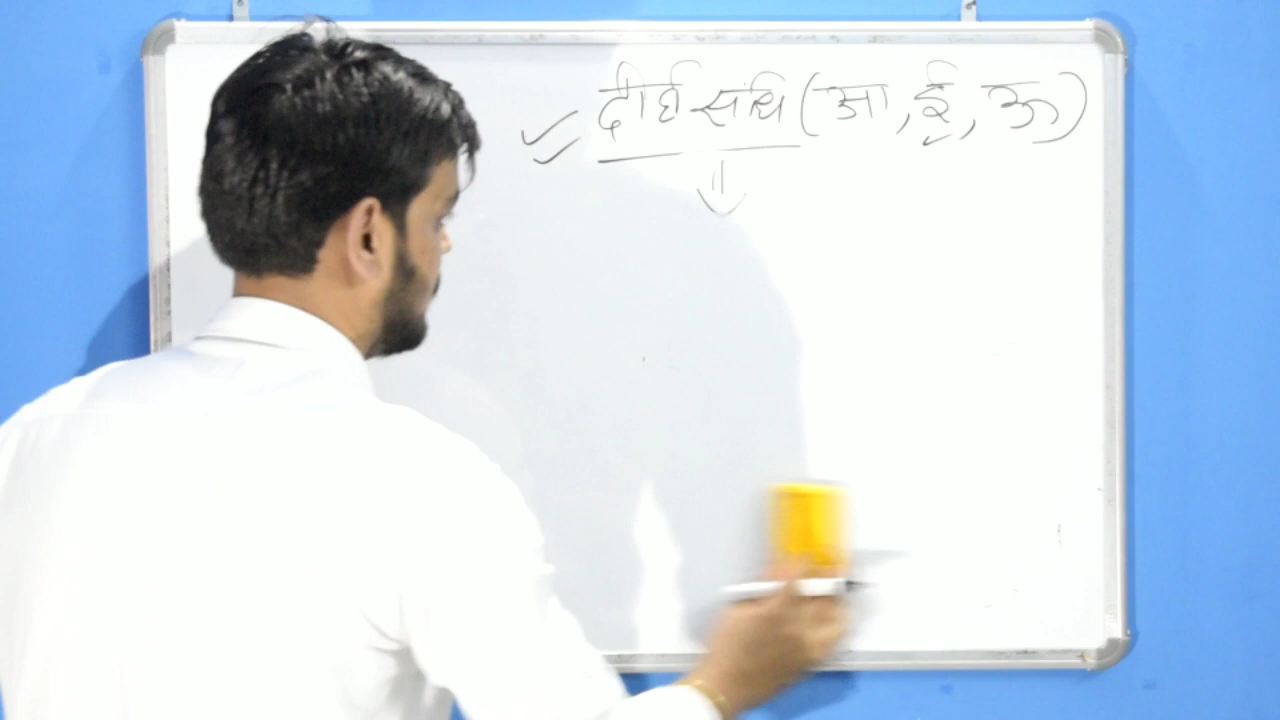 दीर्घ संधि (आ, ई, ऊ)